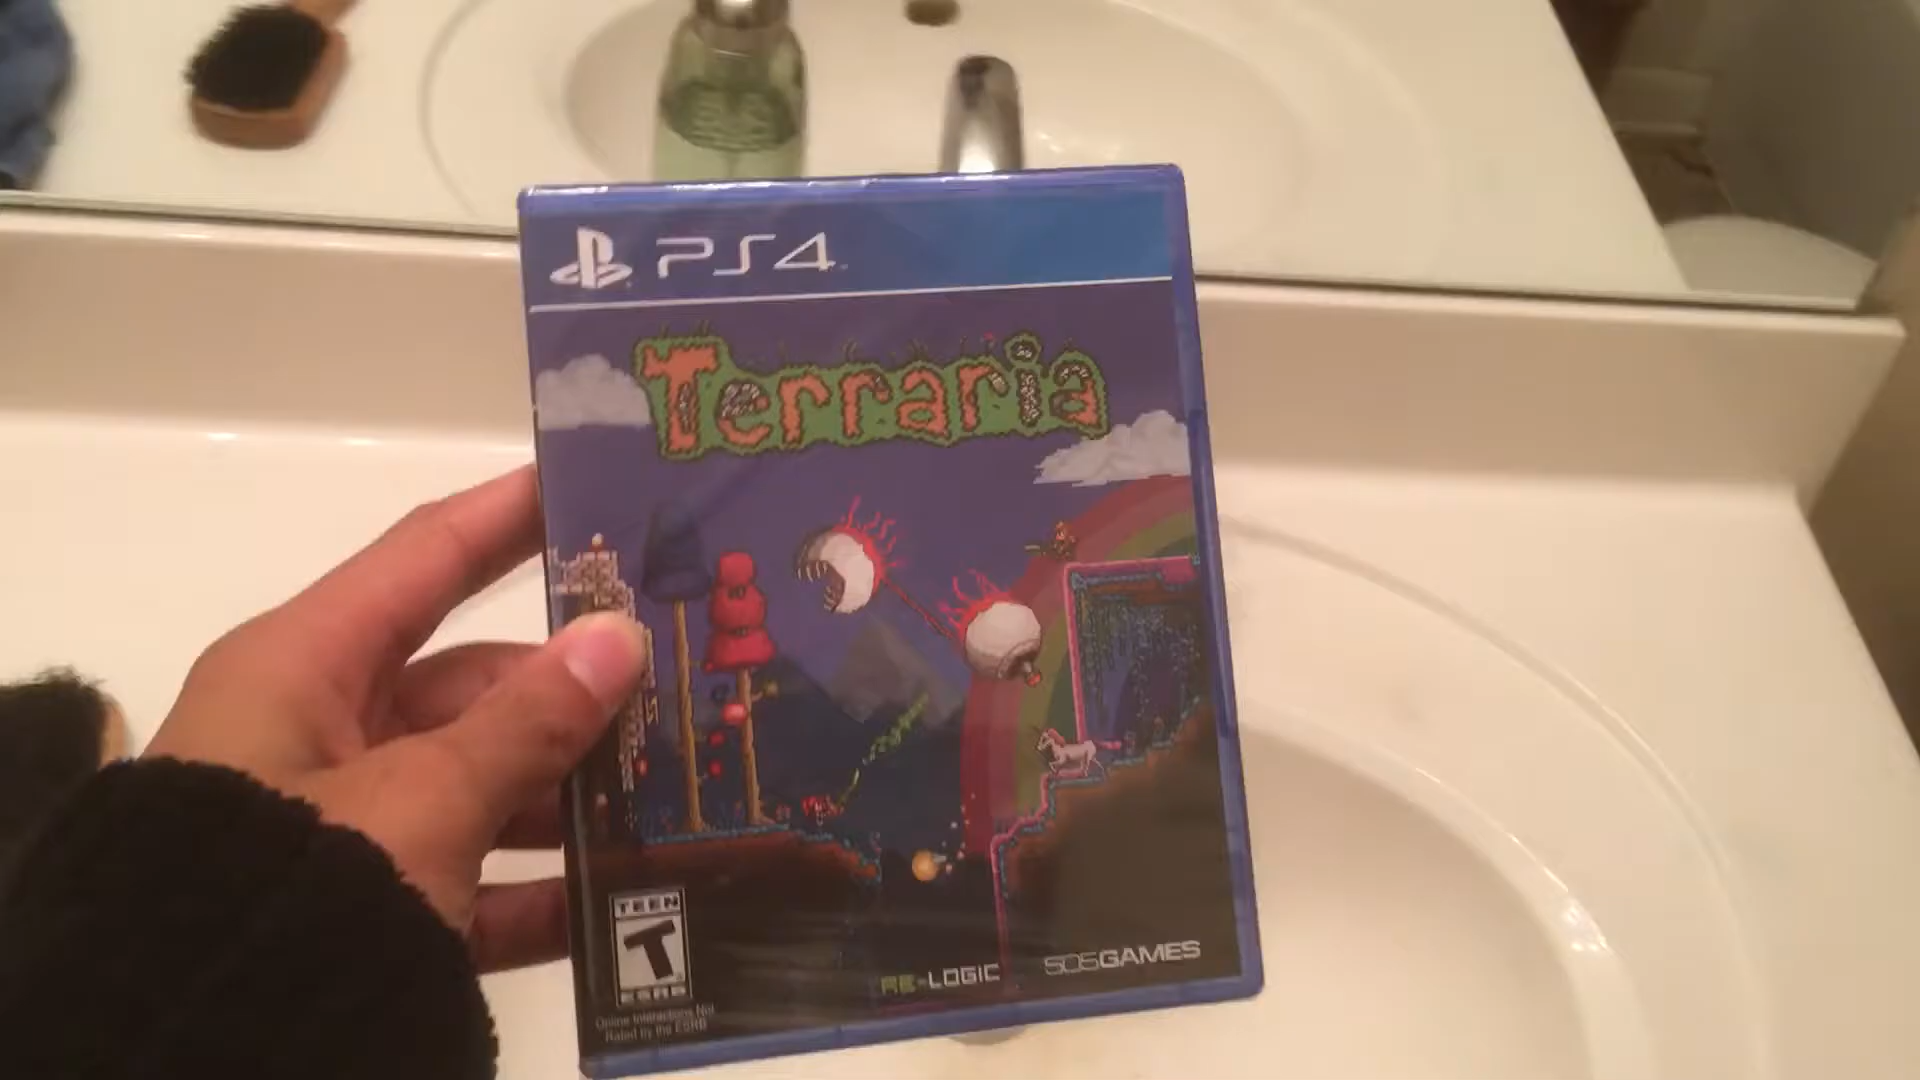 PS4
Terraria
TEEN
T
ESRB
Online Interactions Not
Rated by the ESRB
RE-LOGIC
505GAMES